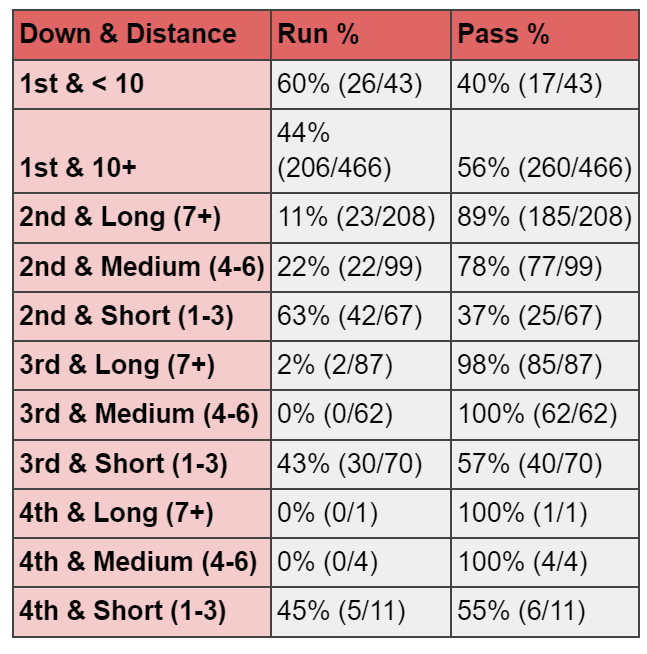 Down & Distance Run % Pass %
1st & < 10 60% (26/43) 40% (17/43)
44%
1st & 10+ (206/466) 56% (260/466)
2nd & Long (7+) 11% (23/208) 89% (185/208)
2nd & Medium (4-6) 22% (22/99) 78% (77/99)
2nd & Short (1-3) 63% (42/67) 37% (25/67)
3rd & Long (7+) 2% (2/87) 98% (85/87)
3rd & Medium (4-6) 0% (0/62) 100% (62/62)
3rd & Short (1-3) 43% (30/70) 57% (40/70)
4th & Long (7+) 0% (0/1) 100% (1/1)
4th & Medium (4-6) 0% (0/4) 100% (4/4)
4th & Short (1-3) 45% (5/11) 55% (6/11)